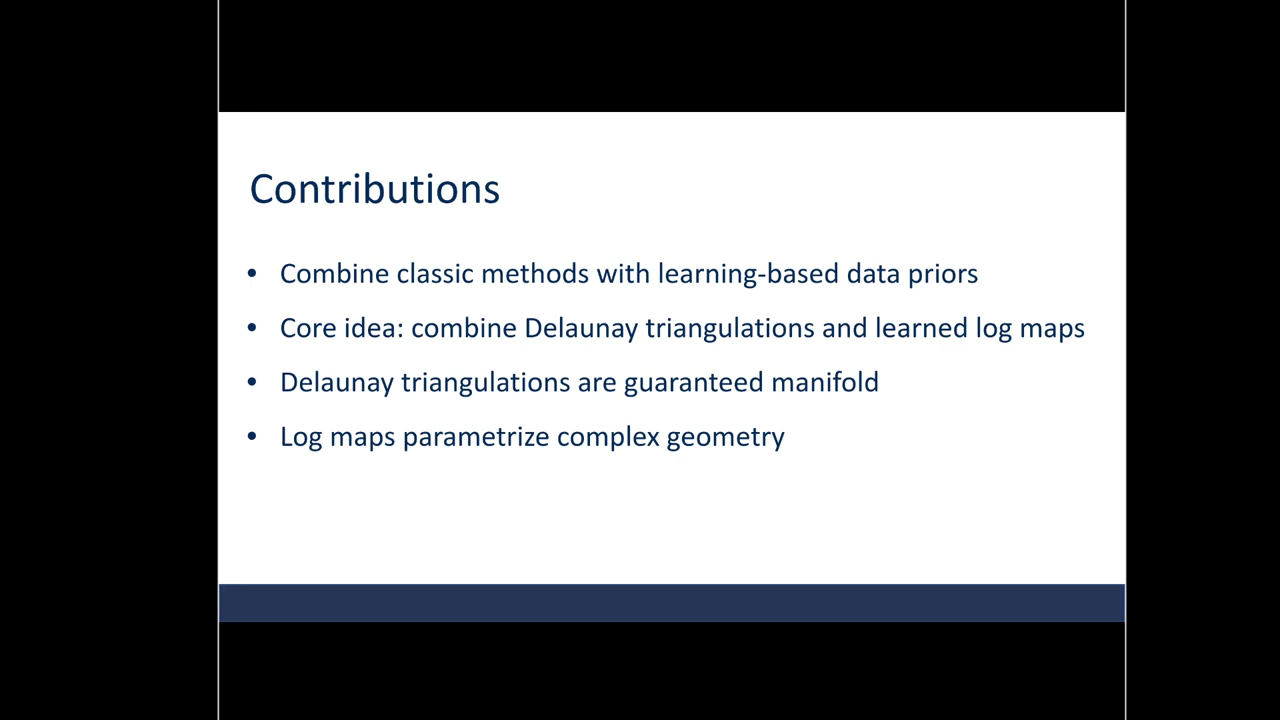 Contributions
• Combine classic methods with learning-based data priors
• Core idea: combine Delaunay triangulations and learned log maps
• Delaunay triangulations are guaranteed manifold
• Log maps parametrize complex geometry